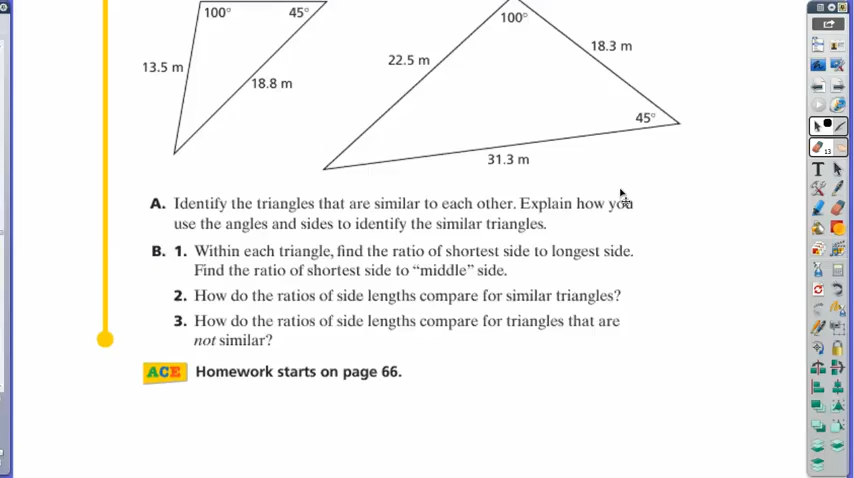 100°
45°
13.5 m
18.8 m
100°
22.5 m
18.3 m
45°
31.3 m
A. Identify the triangles that are similar to each other. Explain how you
use the angles and sides to identify the similar triangles.
B. 1. Within each triangle, find the ratio of shortest side to longest side.
Find the ratio of shortest side to “middle” side.
2. How do the ratios of side lengths compare for similar triangles?
3. How do the ratios of side lengths compare for triangles that are
not similar?
ACE Homework starts on page 66.
13
T